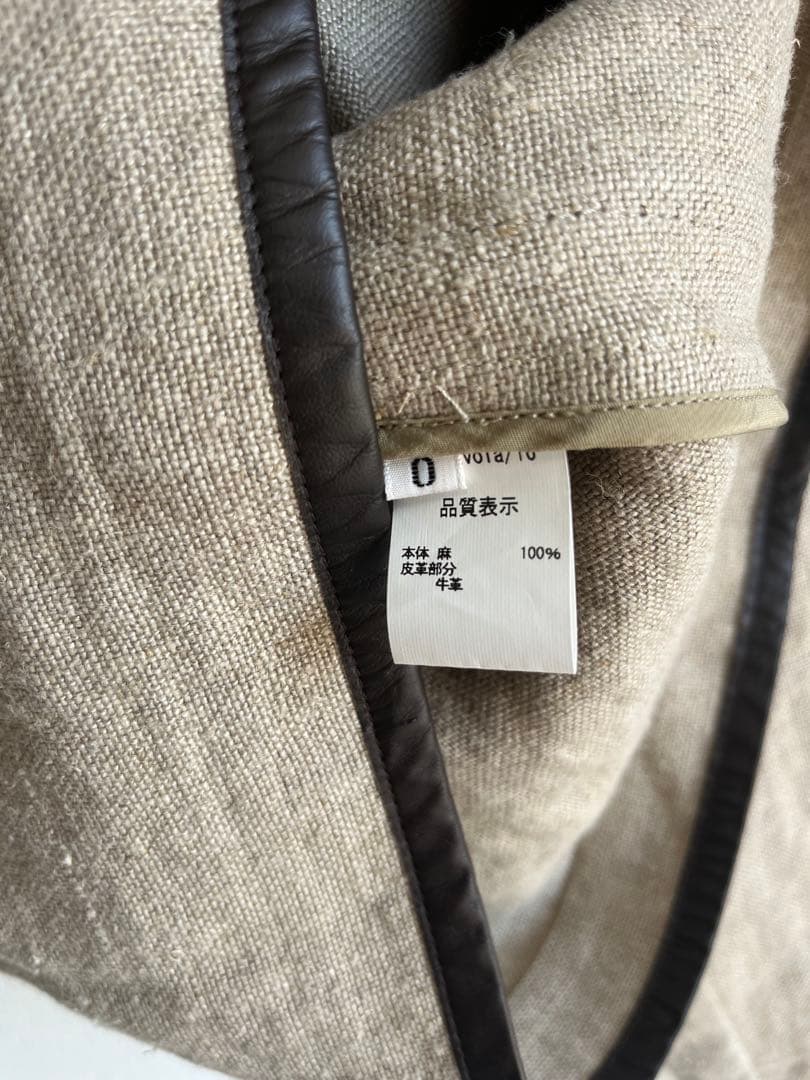 0
品質表示
本体 麻 100%
皮革部分
牛革